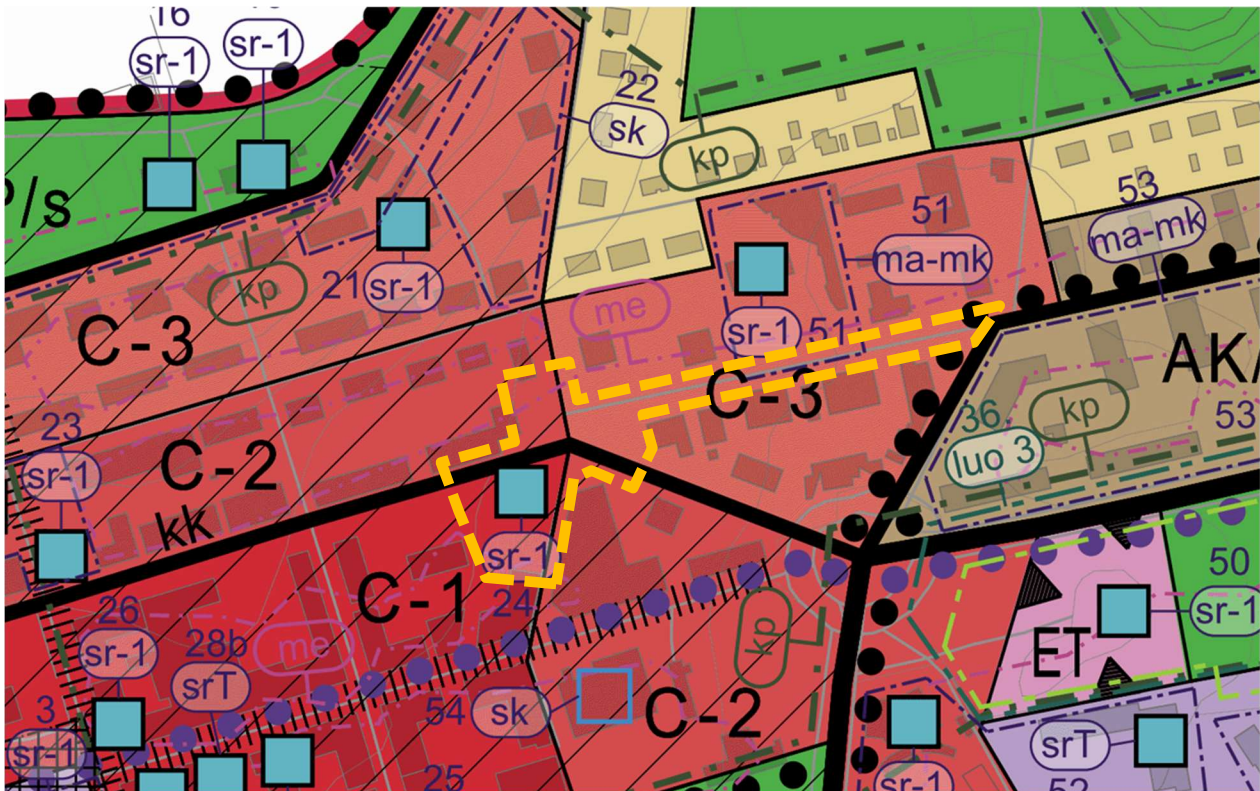 16
sr-1
sr-1
22
sk
kp
53
ma-mk
51
ma-mk
/s
kp
21
sr-1
me
sr-1
51
C-3
C-3
AK/
kp
53
36
luo 3
23
sr-1
C-2
kk
sr-1
24
C-1
50
sr-1
26
sr-1
28b
srT
me
kp
ET
3
sr-1
54
sk
C-2
srT
52
sr-1
25